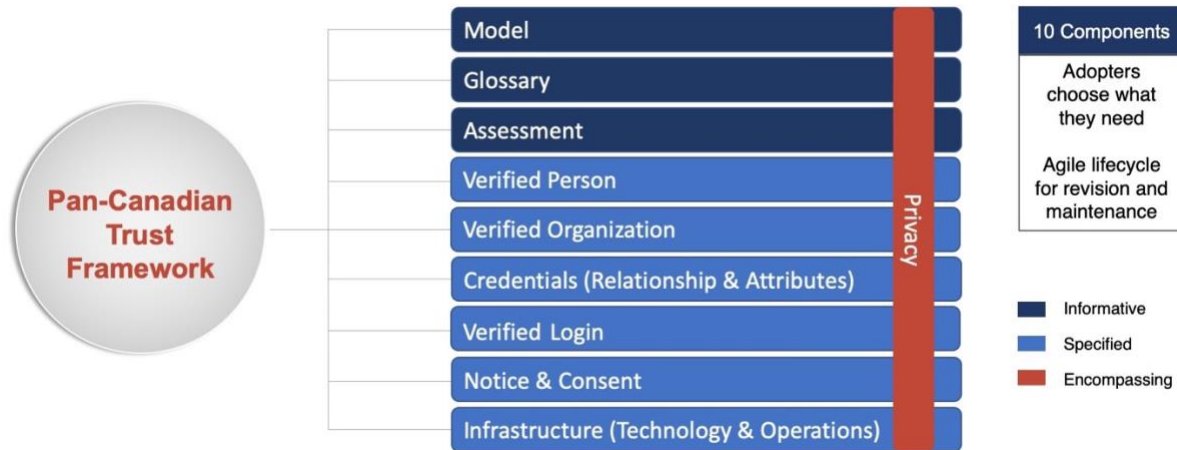 Pan-Canadian
Trust
Framework
Model
Glossary
Assessment
Verified Person
Verified Organization
Credentials (Relationship & Attributes)
Verified Login
Notice & Consent
Infrastructure (Technology & Operations)
Privacy
10 Components
Adopters
choose what
they need
Agile lifecycle
for revision and
maintenance
Informative
Specified
Encompassing